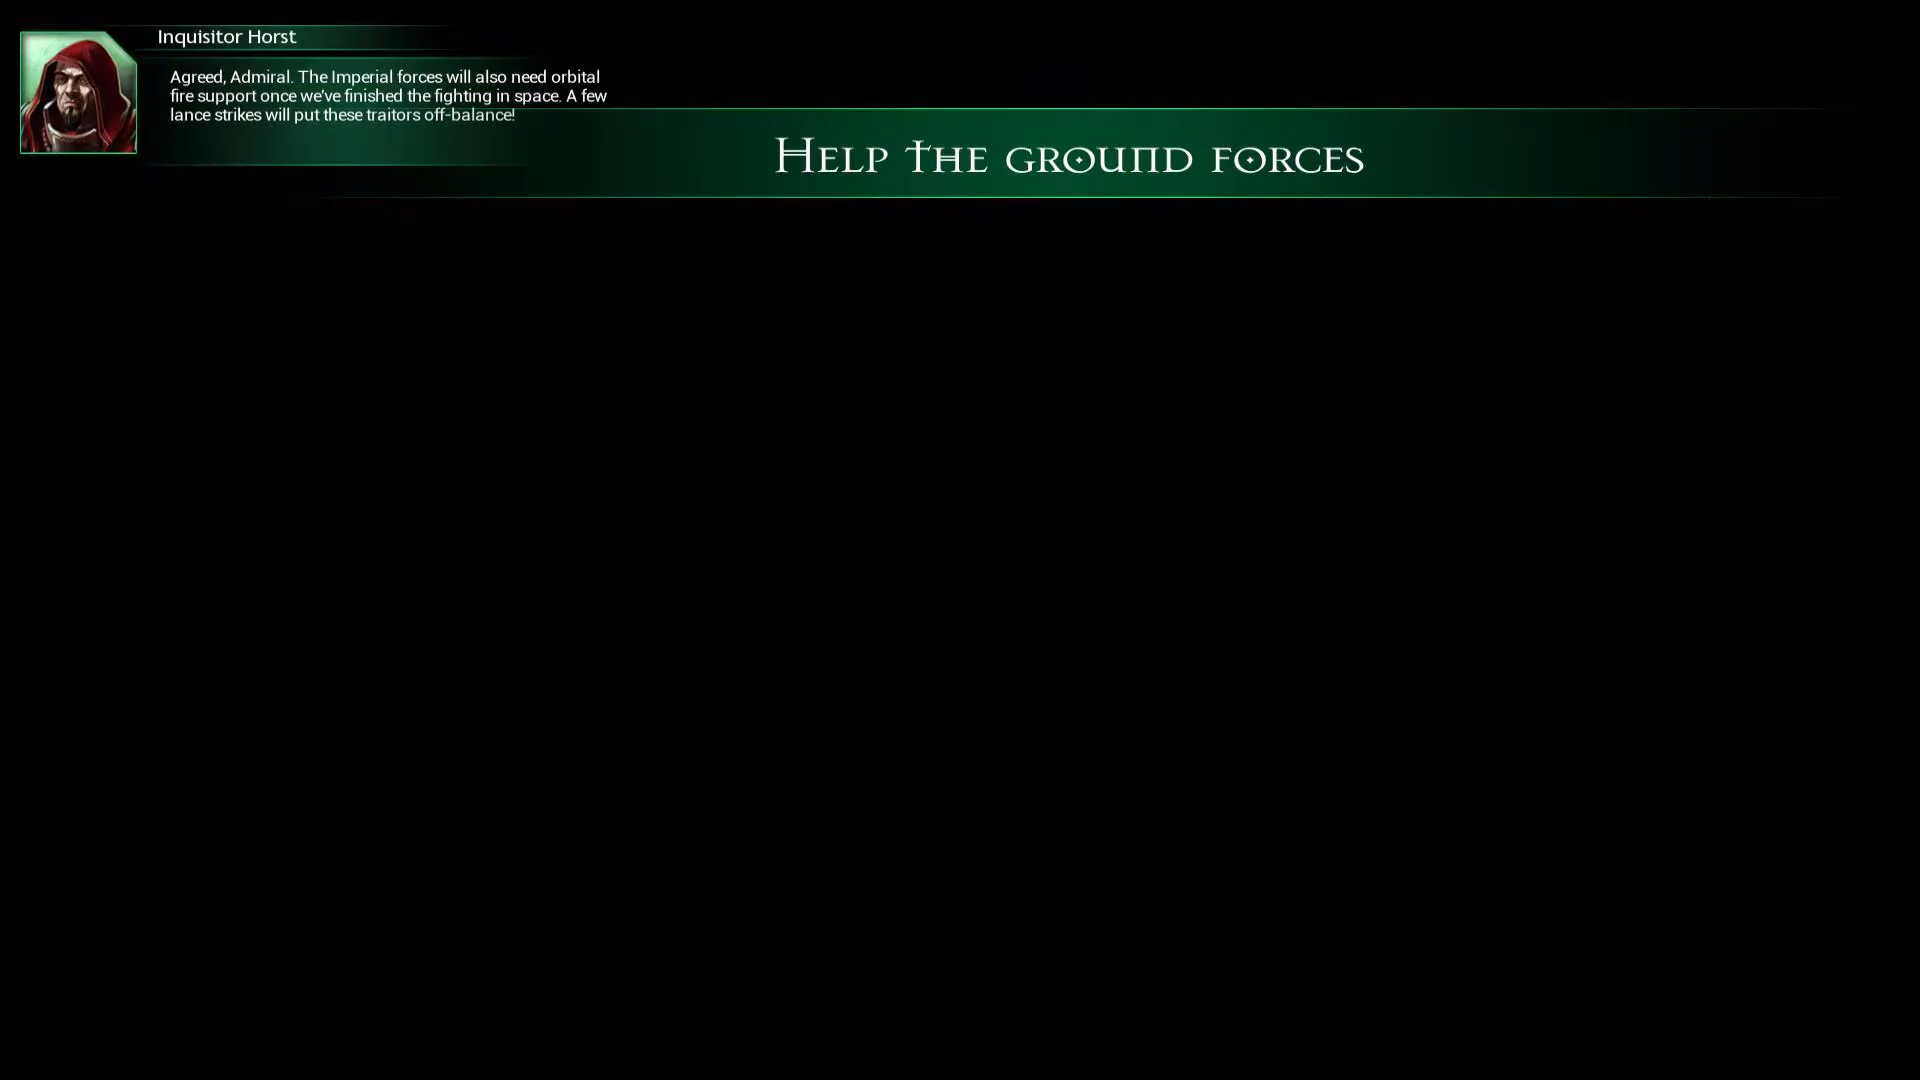 Inquisitor Horst
Agreed, Admiral. The Imperial forces will also need orbital
fire support once we've finished the fighting in space. A few
lance strikes will put these traitors off-balance!
Help the ground forces